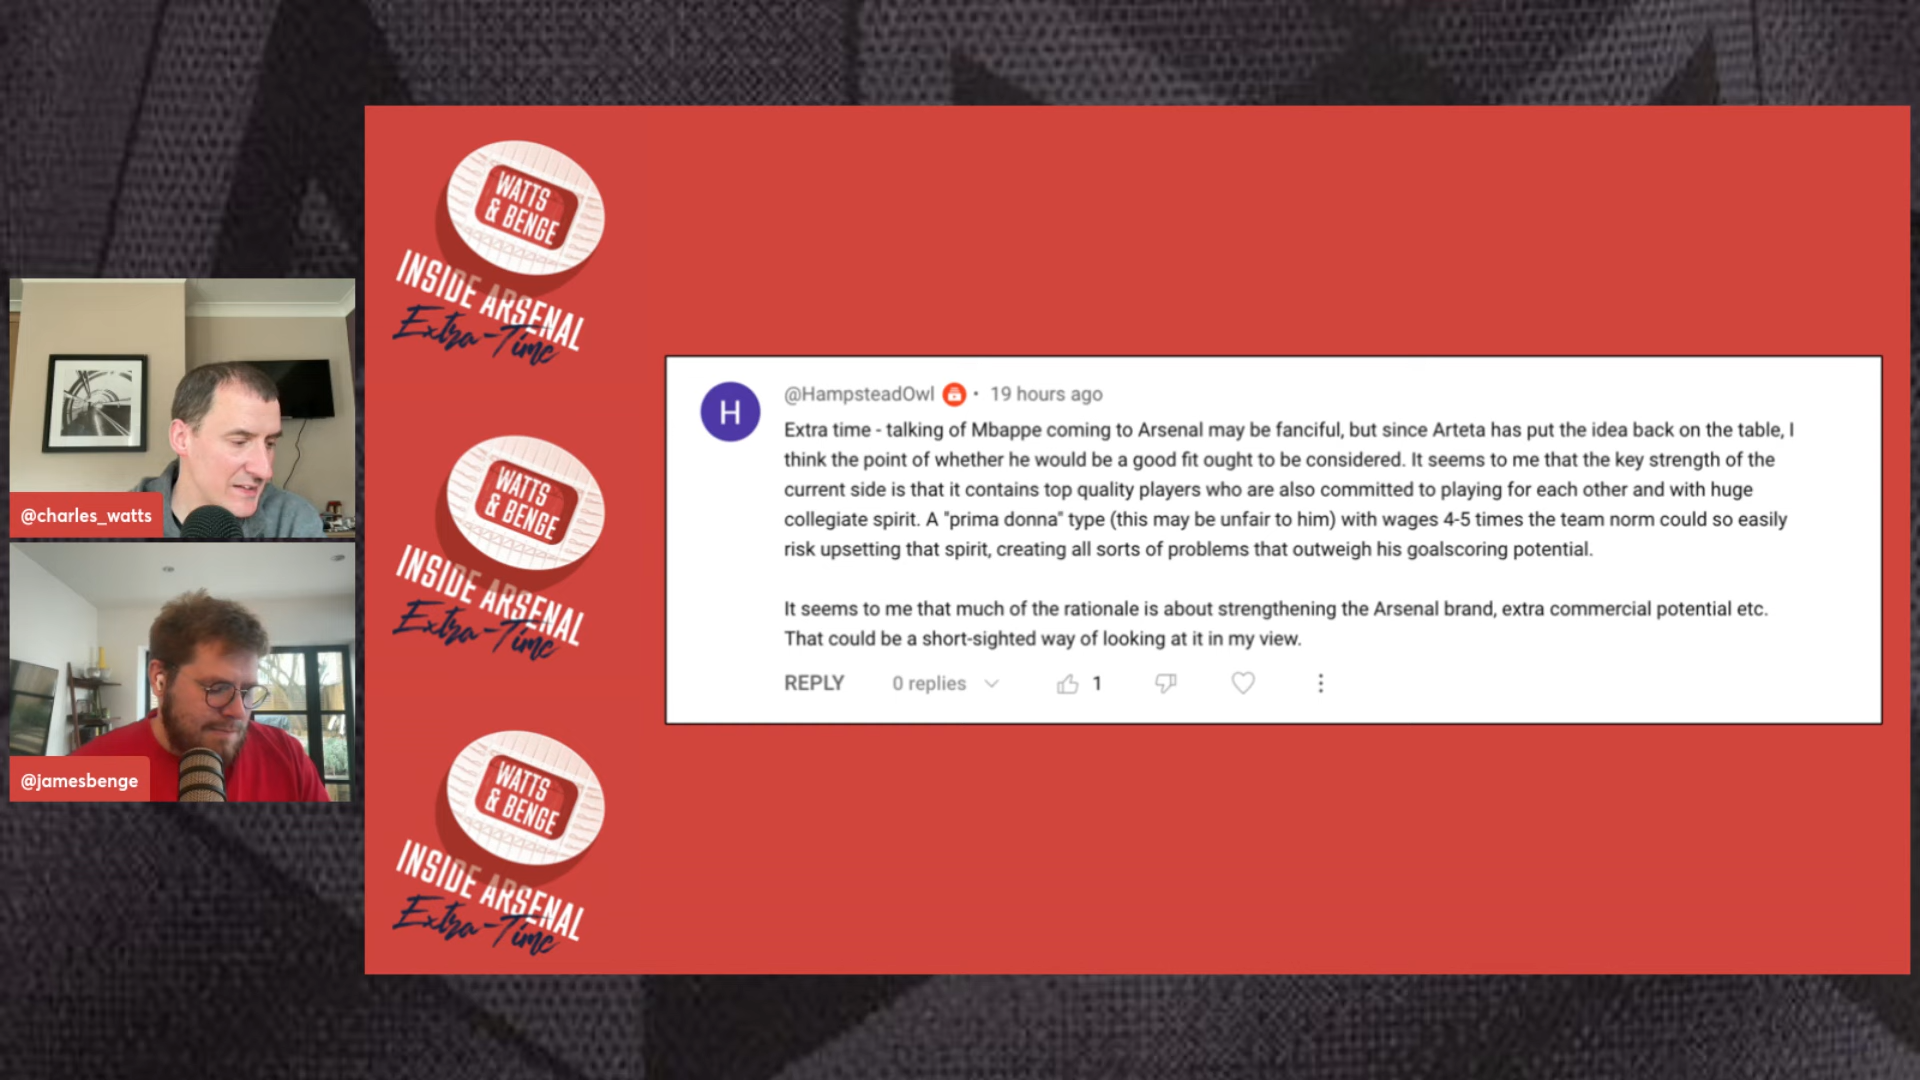 WATTS
& BENGE
INSIDE ARSENAL
Extra-Time
WATTS
& BENGE
INSIDE ARSENAL
Extra-Time
WATTS
& BENGE
INSIDE ARSENAL
Extra-Time
@charles_watts
@jamesbenge
H
@HampsteadOwl • 19 hours ago
Extra time - talking of Mbappe coming to Arsenal may be fanciful, but since Arteta has put the idea back on the table, I
think the point of whether he would be a good fit ought to be considered. It seems to me that the key strength of the
current side is that it contains top quality players who are also committed to playing for each other and with huge
collegiate spirit. A "prima donna" type (this may be unfair to him) with wages 4-5 times the team norm could so easily
risk upsetting that spirit, creating all sorts of problems that outweigh his goalscoring potential.
It seems to me that much of the rationale is about strengthening the Arsenal brand, extra commercial potential etc.
That could be a short-sighted way of looking at it in my view.
REPLY 0 replies 1